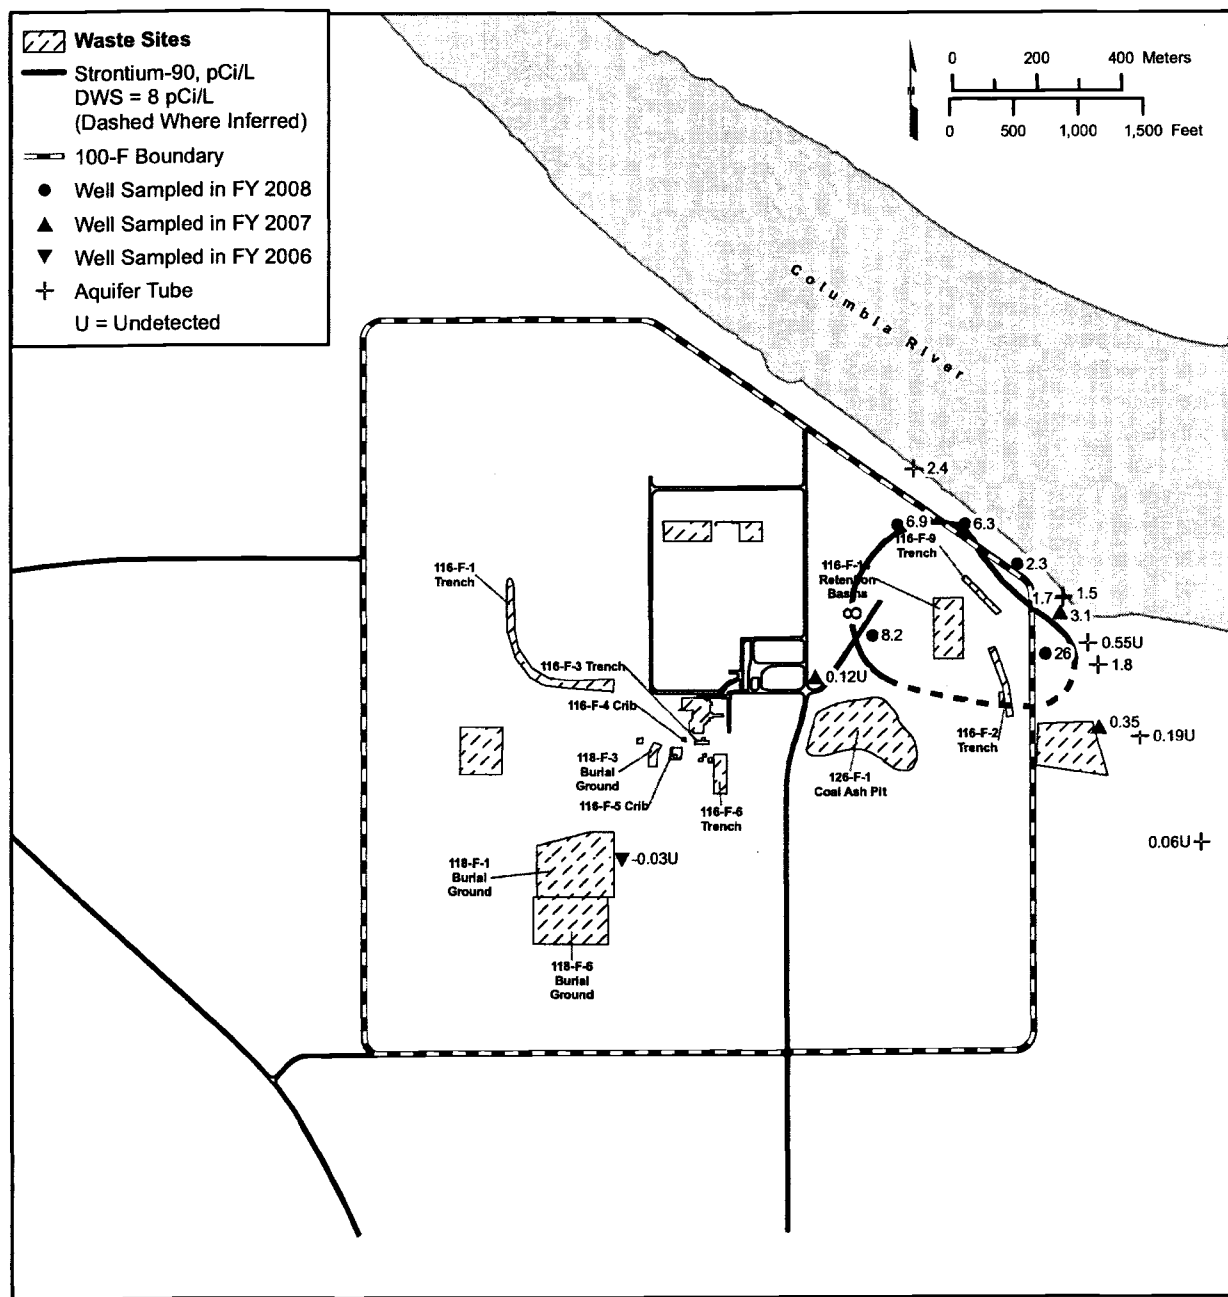 Waste Sites
Strontium-90, pCi/L
DWS = 8 pCi/L
(Dashed Where Inferred)
100-F Boundary
Well Sampled in FY 2008
Well Sampled in FY 2007
Well Sampled in FY 2006
Aquifer Tube
U = Undetected
0 200 400 Meters
0 500 1,000 1,500 Feet
Columbia River
2.4
6.9
6.3
116-F-9
Trench
2.3
116-F-1
Trench
116-F-14
Retention
Basins
1.7
1.5
3.1
8.2
0.55U
26
1.8
116-F-3 Trench
0.12U
116-F-4 Crib
0.35
0.19U
116-F-2
Trench
118-F-3
Burial
Ground
126-F-1
Coal Ash Pit
116-F-5 Crib
116-F-6
Trench
0.06U
-0.03U
118-F-1
Burial
Ground
118-F-6
Burial
Ground